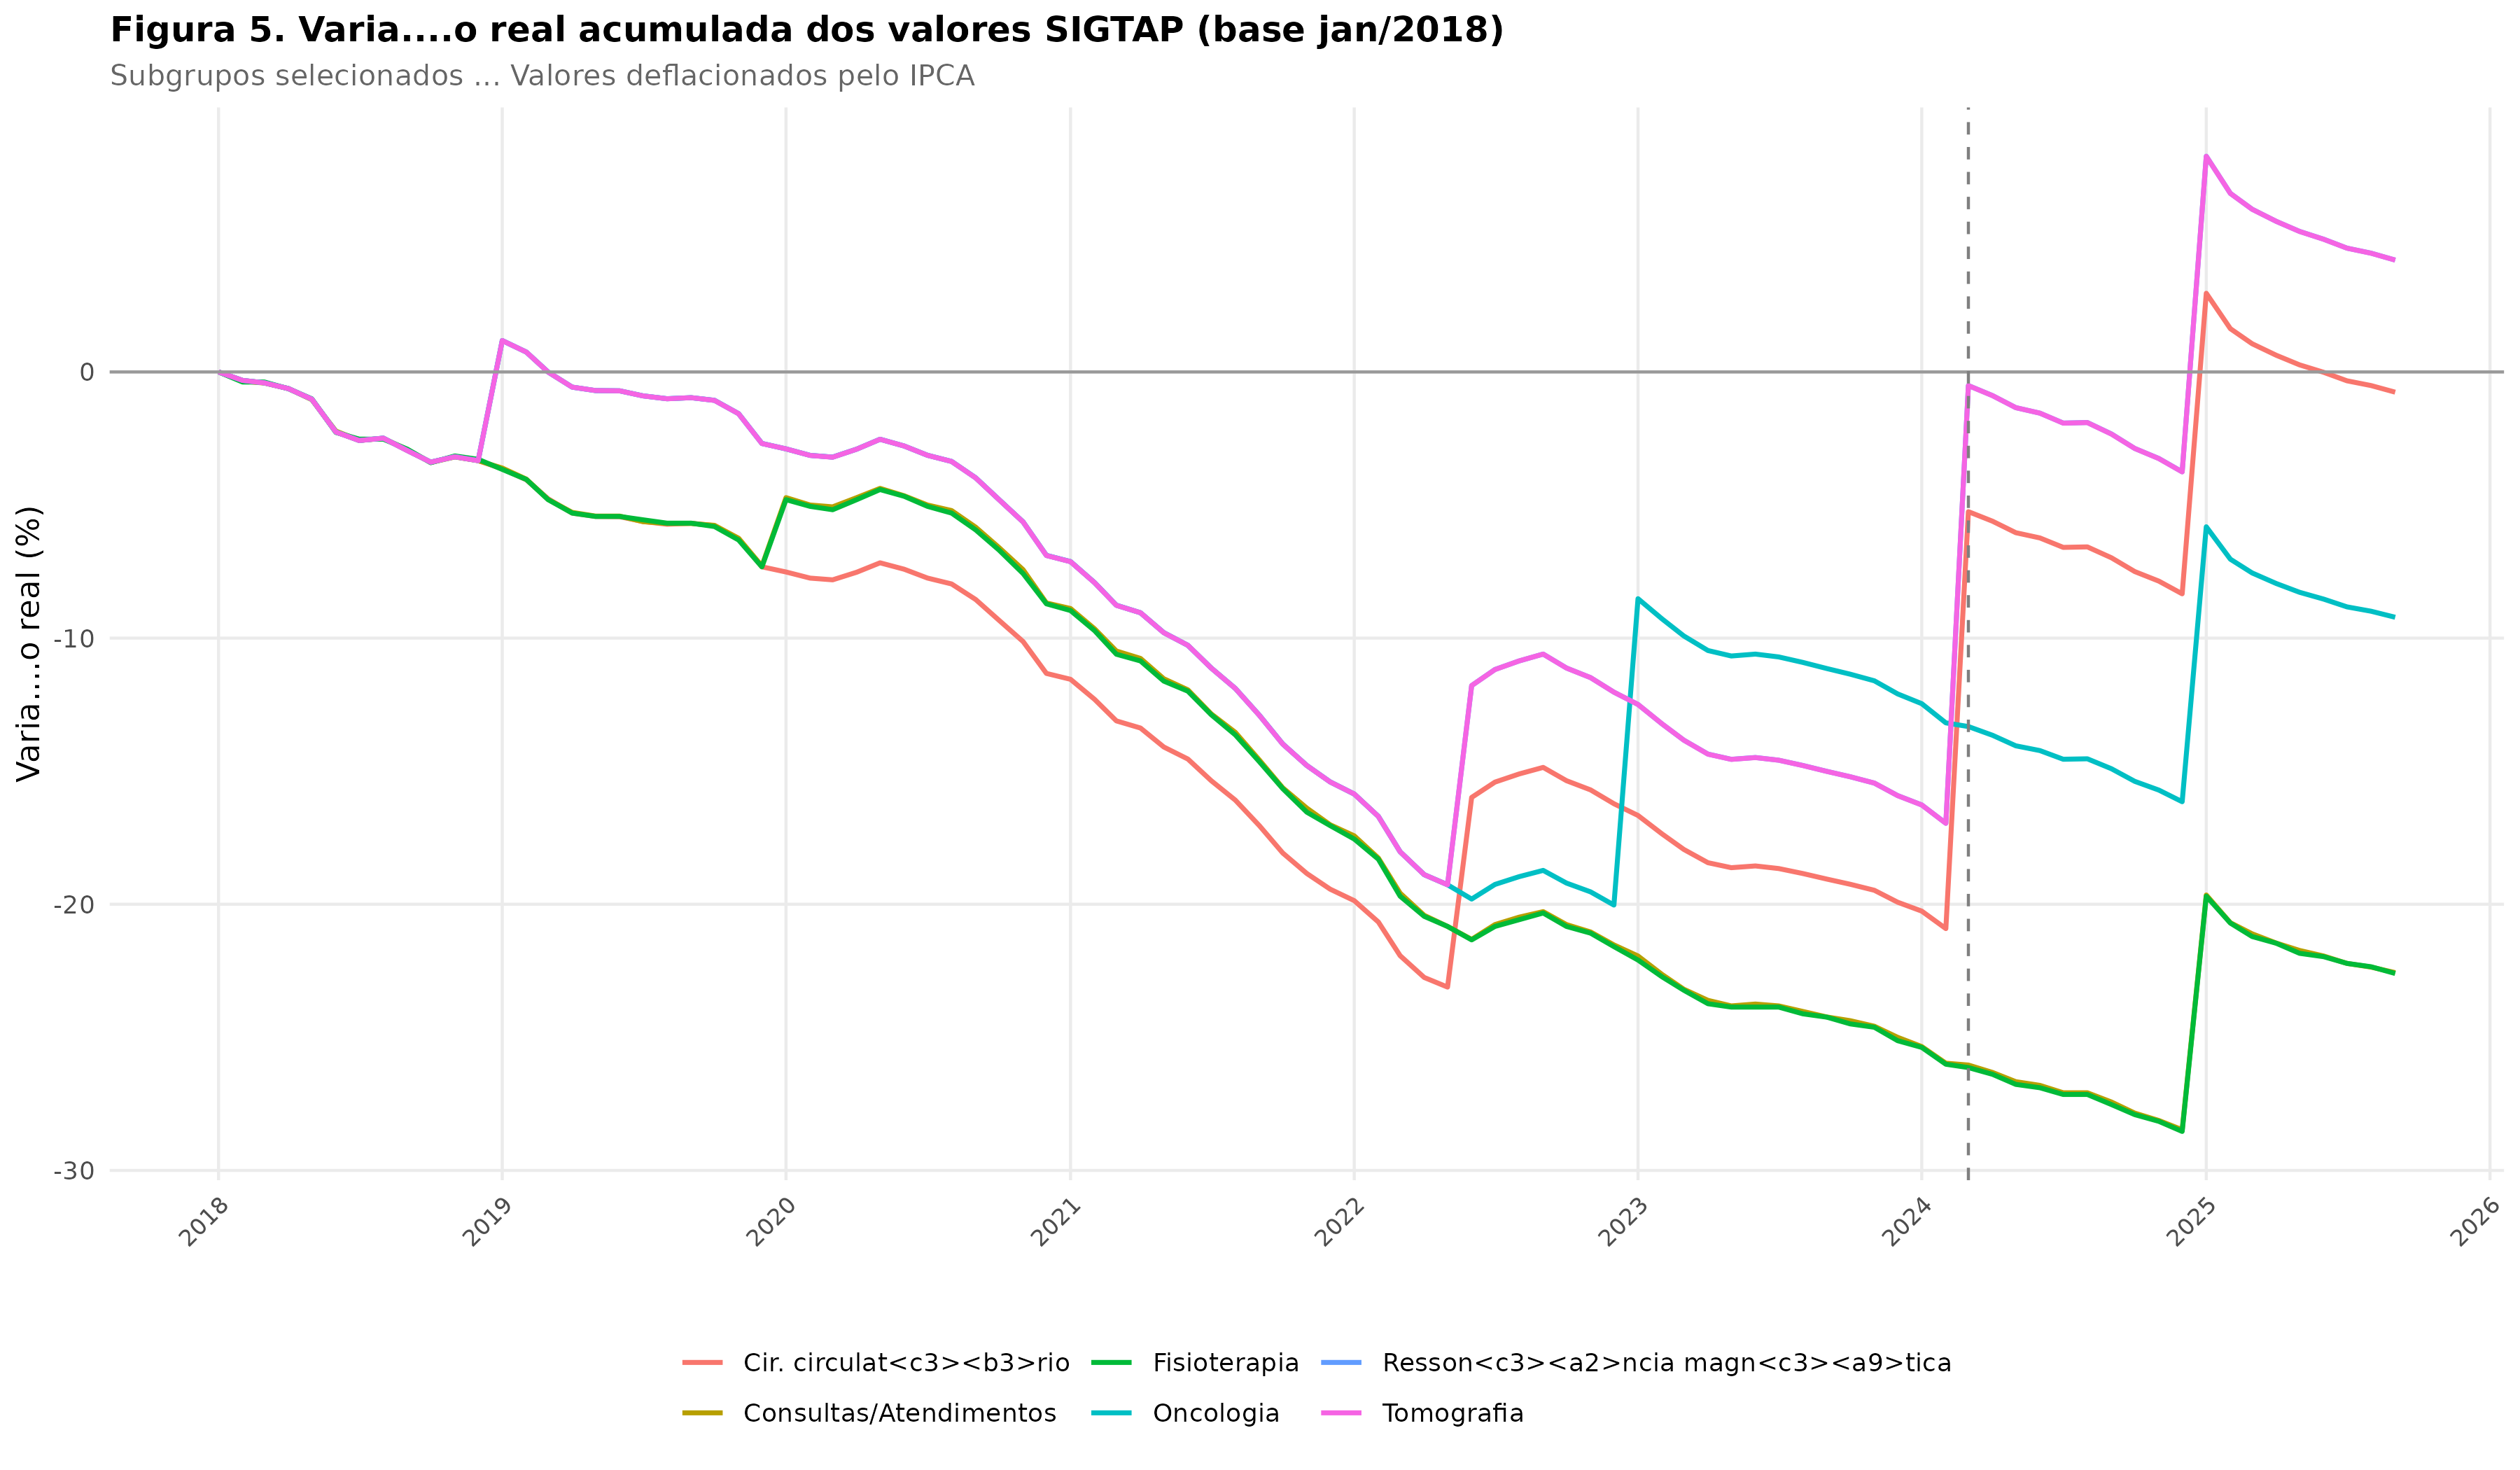 Figura 5. Varia....o real acumulada dos valores SIGTAP (base jan/2018)
Subgrupos selecionados ... Valores deflacionados pelo IPCA
Varia....o real (%)
0
-10
-20
-30
2018
2019
2020
2021
2022
2023
2024
2025
2026
Cir. circulat<c3><b3>rio
Fisioterapia
Resson<c3><a2>ncia magn<c3><a9>tica
Consultas/Atendimentos
Oncologia
Tomografia